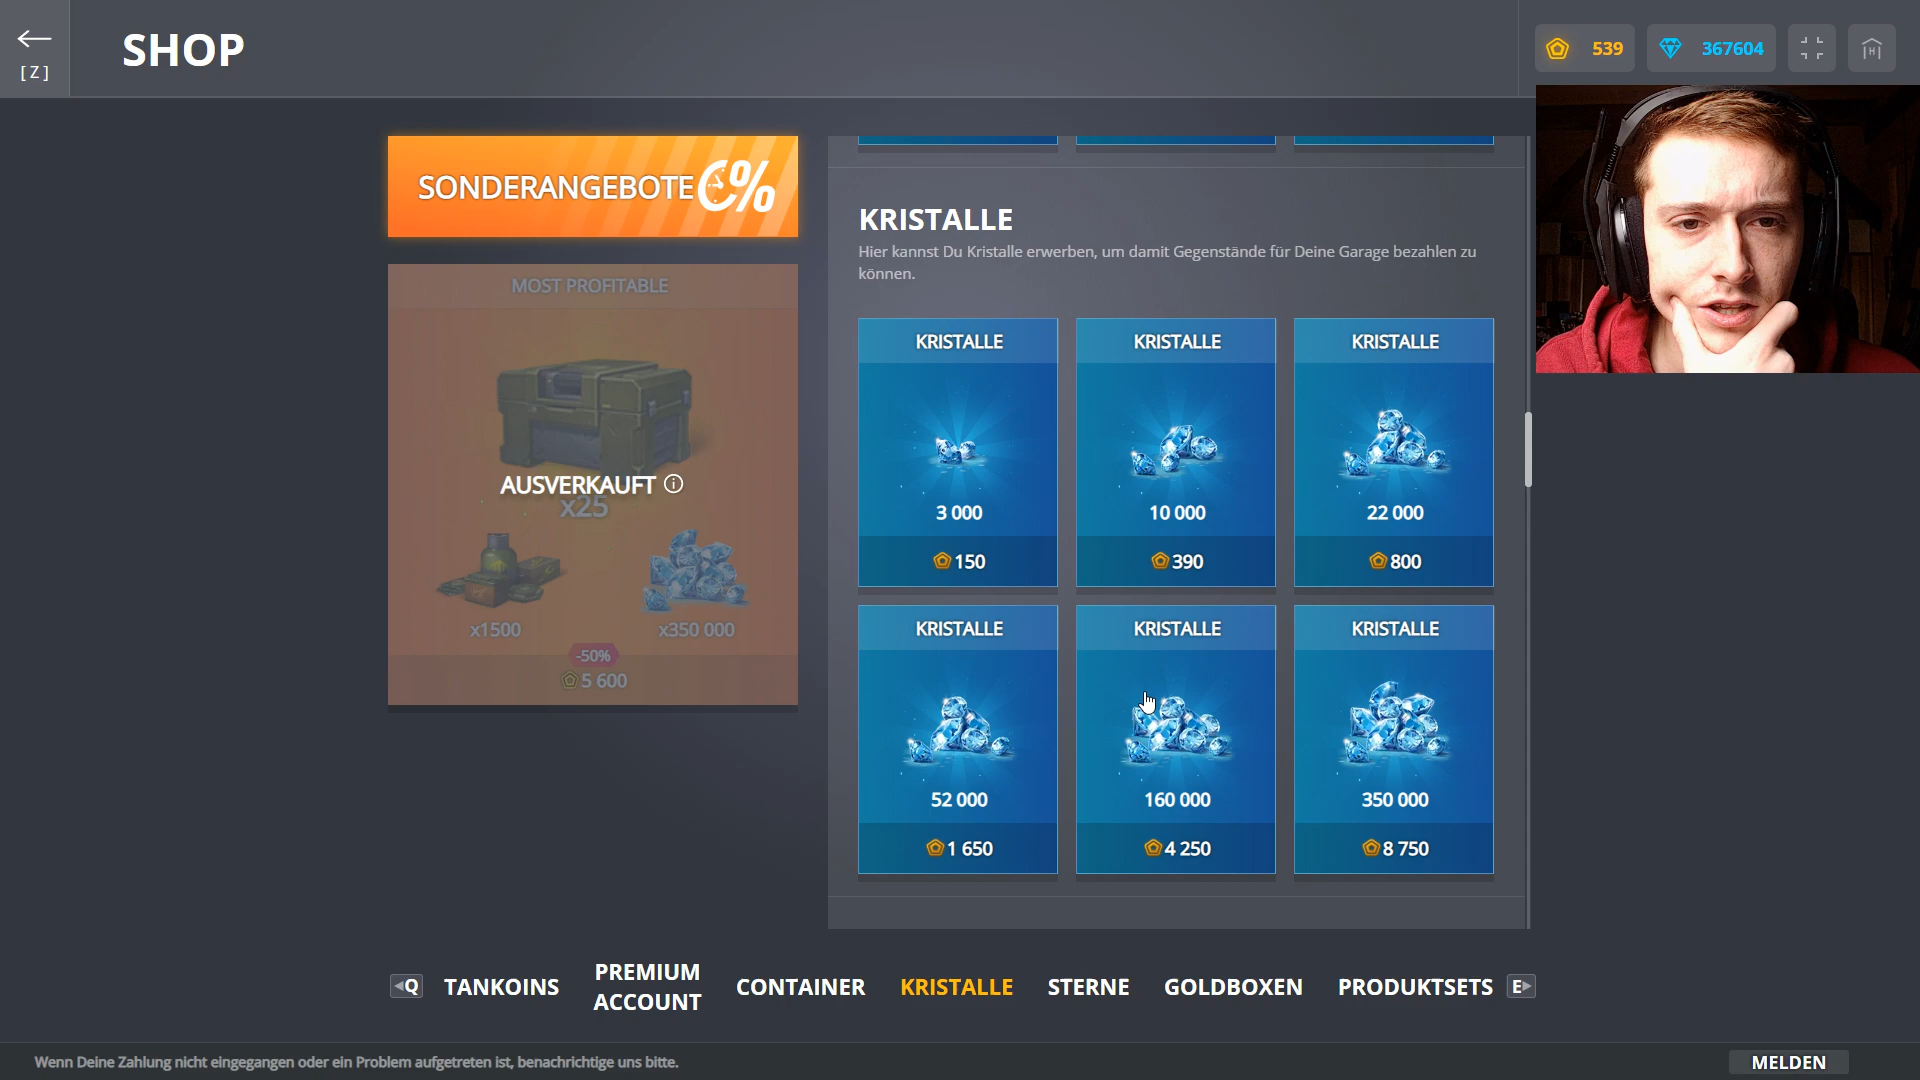 [ Z ]
SHOP
539
367604
H
SONDERANGEBOTE %
MOST PROFITABLE
AUSVERKAUFT
x25
x1500
x350 000
-50%
5 600
KRISTALLE
Hier kannst Du Kristalle erwerben, um damit Gegenstände für Deine Garage bezahlen zu
können.
KRISTALLE
KRISTALLE
KRISTALLE
3 000
10 000
22 000
150
390
800
KRISTALLE
KRISTALLE
KRISTALLE
52 000
160 000
350 000
1 650
4 250
8 750
Q
TANKOINS
PREMIUM
ACCOUNT
CONTAINER
KRISTALLE
STERNE
GOLDBOXEN
PRODUKTSETS
E
Wenn Deine Zahlung nicht eingegangen oder ein Problem aufgetreten ist, benachrichtige uns bitte.
MELDEN